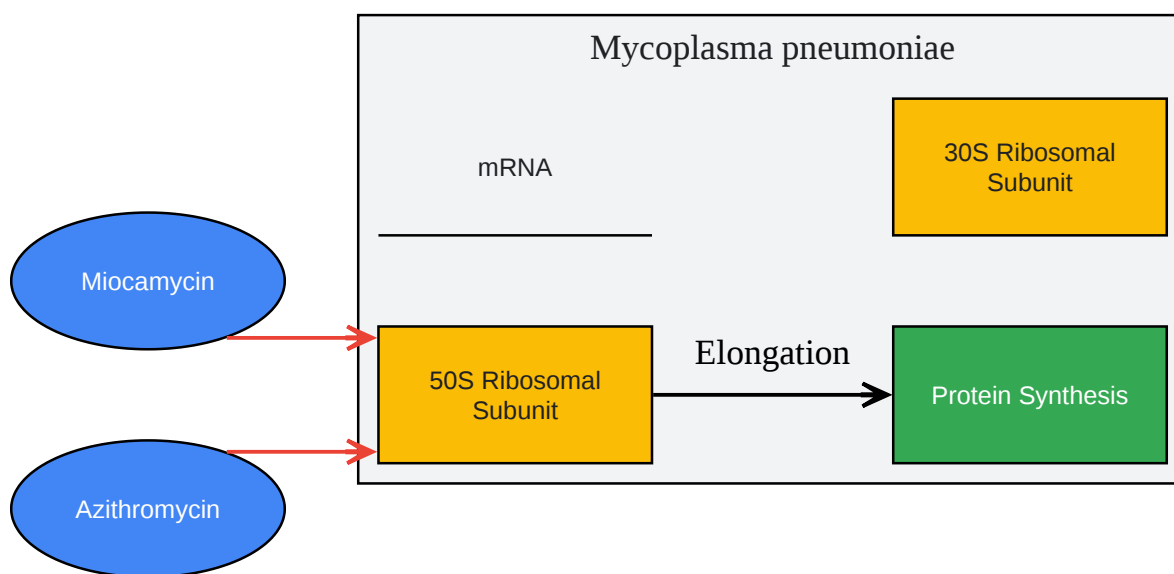 Mycoplasma pneumoniae
mRNA
30S Ribosomal
Subunit
Miocamycin
50S Ribosomal
Subunit
Elongation
Protein Synthesis
Azithromycin